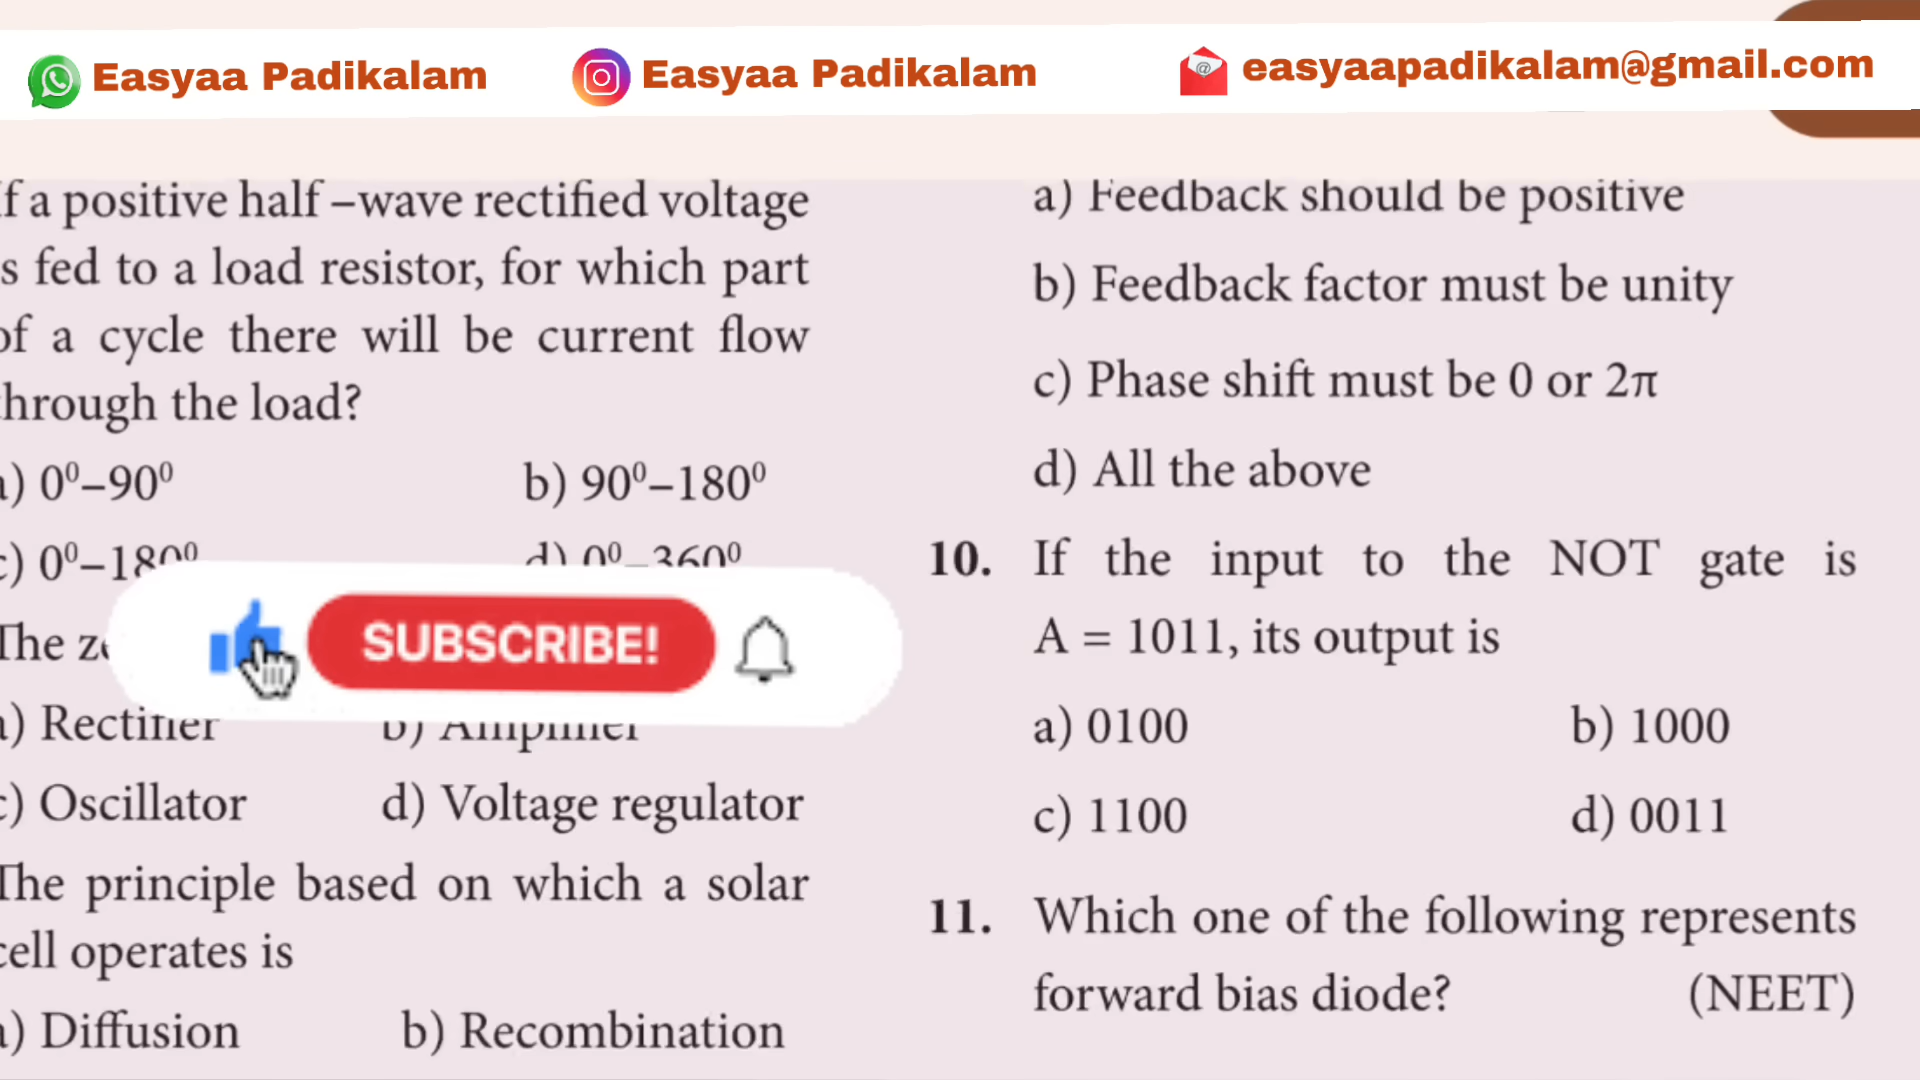 Easyaa Padikalam
Easyaa Padikalam
easyaapadikalam@gmail.com
f a positive half –wave rectified voltage
s fed to a load resistor, for which part
of a cycle there will be current flow
through the load?
a) 0⁰–90⁰ b) 90⁰–180⁰
c) 0⁰–180⁰ d) 0⁰–360⁰
The
SUBSCRIBE!
a) Rectifier b) Amplifier
c) Oscillator d) Voltage regulator
The principle based on which a solar
cell operates is
a) Diffusion b) Recombination
a) Feedback should be positive
b) Feedback factor must be unity
c) Phase shift must be 0 or 2π
d) All the above
10. If the input to the NOT gate is
A = 1011, its output is
a) 0100 b) 1000
c) 1100 d) 0011
11. Which one of the following represents
forward bias diode? (NEET)